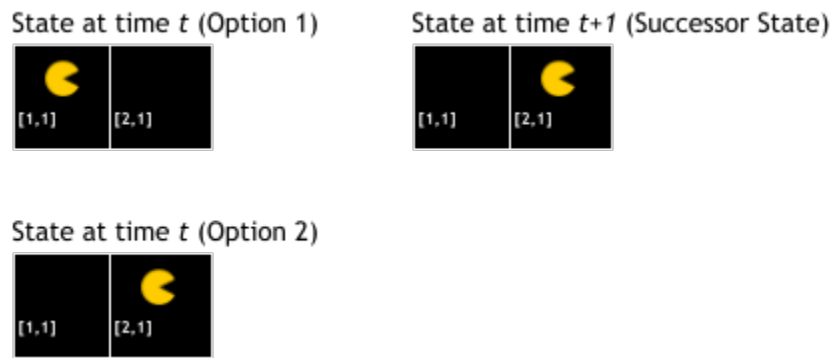 State at time t (Option 1)
State at time t+1 (Successor State)
[1,1] [2,1]
[1,1] [2,1]
State at time t (Option 2)
[1,1] [2,1]